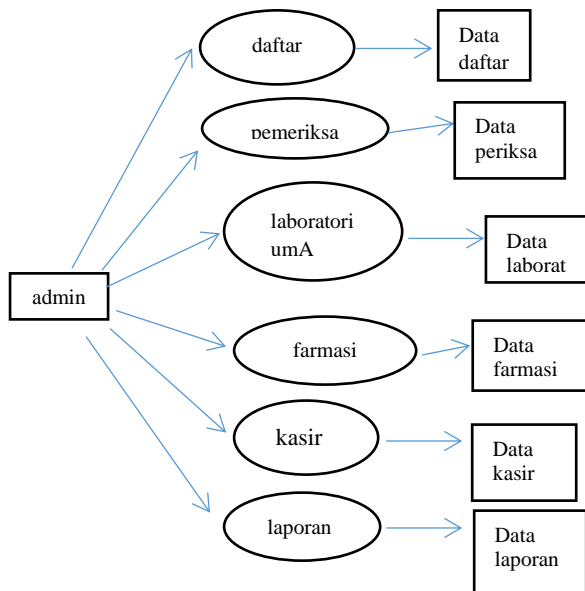 daftar
Data
daftar
pemeriksa
Data
periksa
laboratori
umA
Data
laborat
admin
farmasi
Data
farmasi
kasir
Data
kasir
laporan
Data
laporan